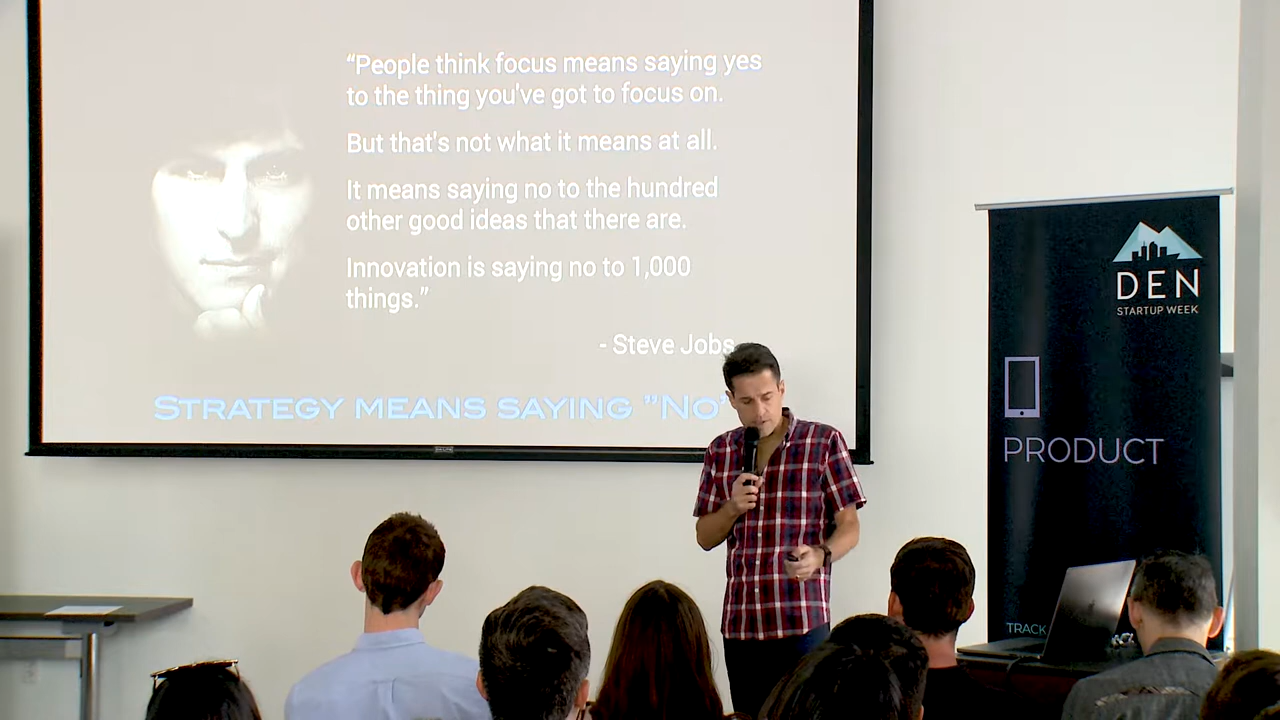 “People think focus means saying yes
to the thing you've got to focus on.
But that's not what it means at all.
It means saying no to the hundred
other good ideas that there are.
Innovation is saying no to 1,000
things.”
- Steve Jobs
STRATEGY MEANS SAYING "NO"
DEN
STARTUP WEEK
PRODUCT
TRACK